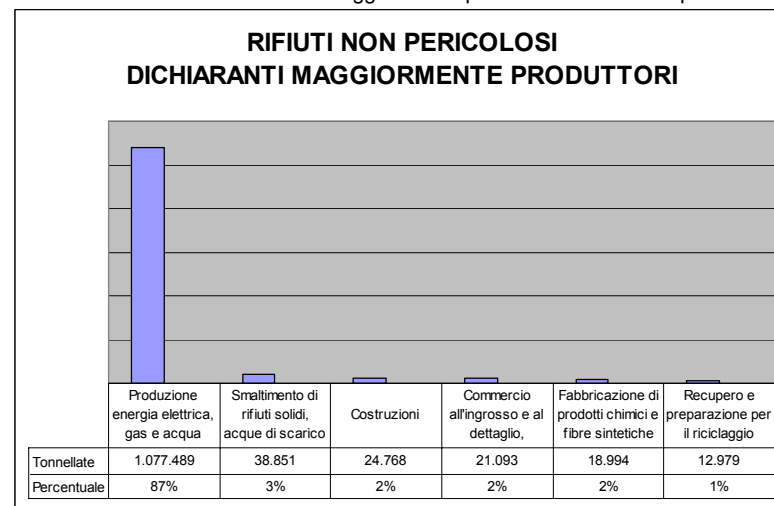 RIFIUTI NON PERICOLOSI
DICHIARANTI MAGGIORMENTE PRODUTTORI
Produzione energia elettrica, gas e acqua
Smaltimento di rifiuti solidi, acque di scarico
Costruzioni
Commercio all'ingrosso e al dettaglio,
Fabbricazione di prodotti chimici e fibre sintetiche
Recupero e preparazione per il riciclaggio
Tonnellate 1.077.489 38.851 24.768 21.093 18.994 12.979
Percentuale 87% 3% 2% 2% 2% 1%